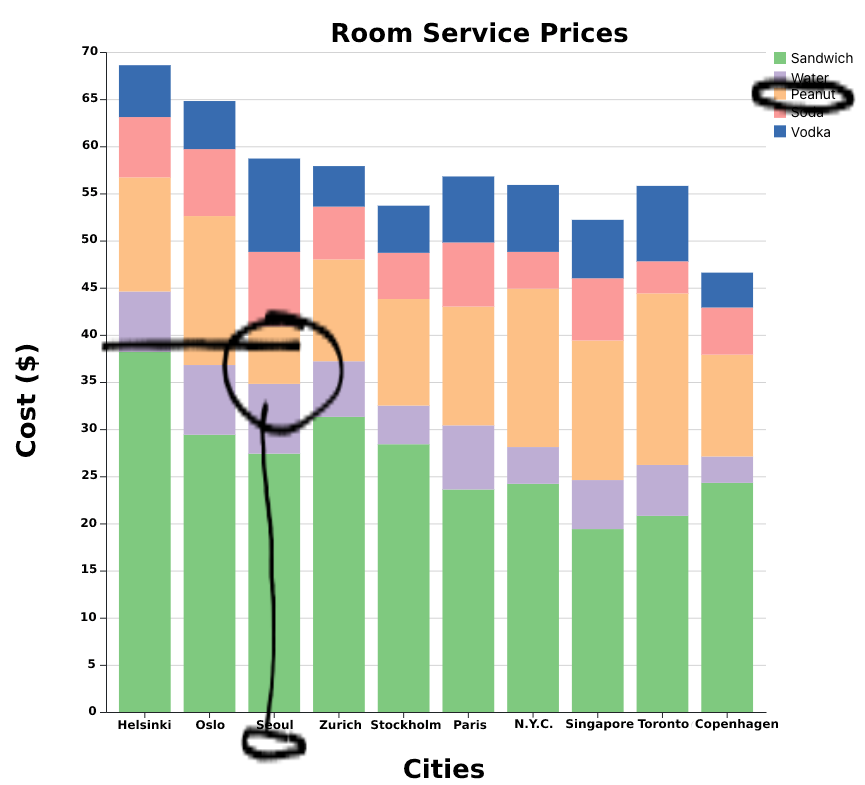 Room Service Prices
70
65
60
55
50
45
40
35
30
25
20
15
10
5
0
Cost ($)
Helsinki Oslo Seoul Zurich Stockholm Paris N.Y.C. Singapore Toronto Copenhagen
Cities
Sandwich
Water
Peanut
Soda
Vodka